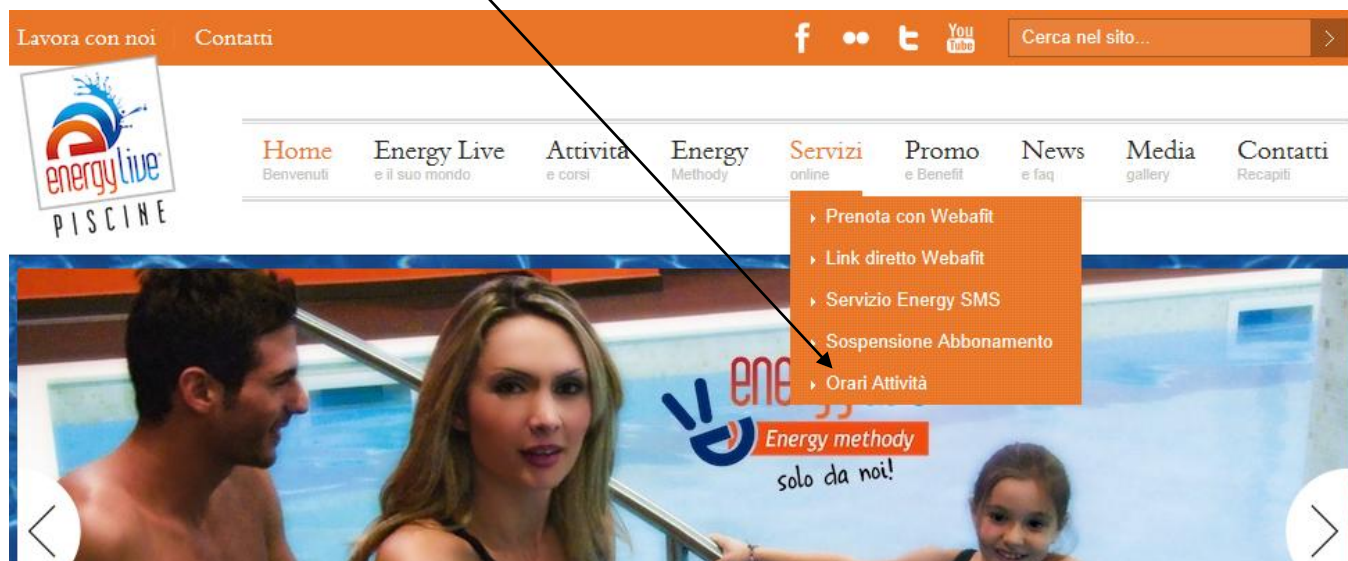 Lavora con noi Contatti
f t You Tube Cerca nel sito...
energylive
PISCINE
Home Energy Live Attività Energy Servizi Promo News Media Contatti
Benvenuti e il suo mondo e corsi Methody online e Benefit e faq gallery Recapiti
Prenota con Webafit
Link diretto Webafit
Servizio Energy SMS
Sospensione Abbonamento
Orari Attività
Energy methody
solo da noi!